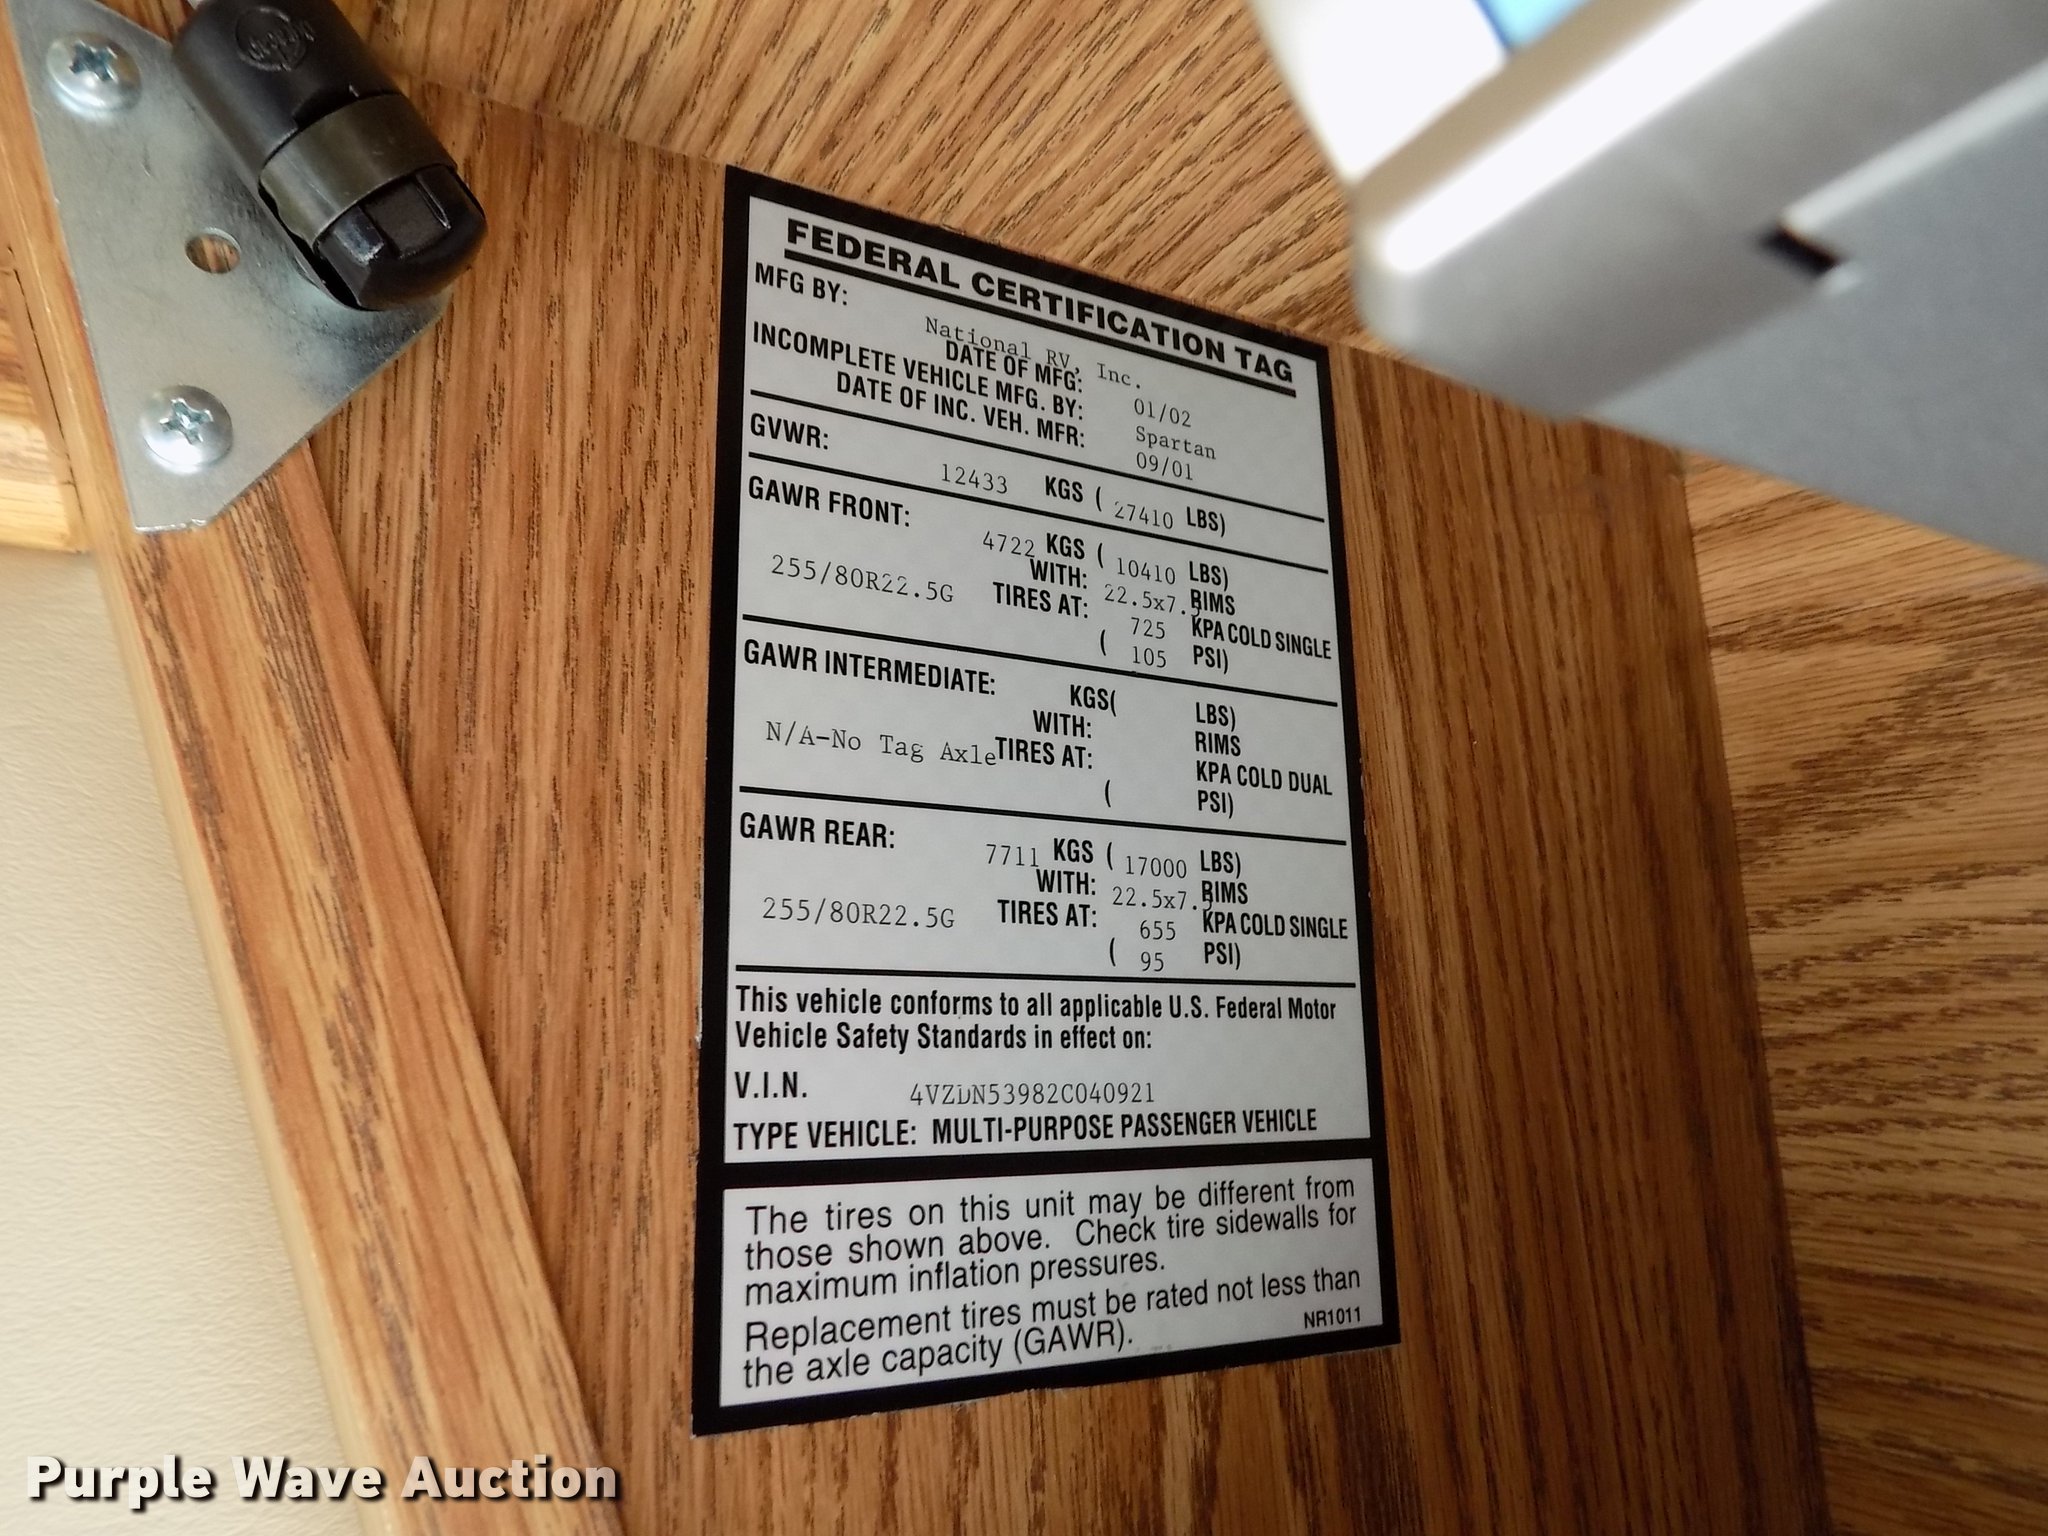 FEDERAL CERTIFICATION TAG
MFG BY:
National RV, Inc.
DATE OF MFG: 01/02
INCOMPLETE VEHICLE MFG. BY: Spartan
DATE OF INC. VEH. MFR: 09/01
GVWR:
12433 KGS ( 27410 LBS)
GAWR FRONT:
4722 KGS ( 10410 LBS)
WITH: 22.5x7.5 RIMS
255/80R22.5G TIRES AT: 725 KPA COLD SINGLE
( 105 PSI)
GAWR INTERMEDIATE: KGS( LBS)
WITH: RIMS
N/A-No Tag Axle TIRES AT: KPA COLD DUAL
( PSI)
GAWR REAR:
7711 KGS ( 17000 LBS)
WITH: 22.5x7.5 RIMS
255/80R22.5G TIRES AT: 655 KPA COLD SINGLE
( 95 PSI)
This vehicle conforms to all applicable U.S. Federal Motor
Vehicle Safety Standards in effect on:
V.I.N. 4VZDN53982C040921
TYPE VEHICLE: MULTI-PURPOSE PASSENGER VEHICLE
The tires on this unit may be different from
those shown above. Check tire sidewalls for
maximum inflation pressures.
Replacement tires must be rated not less than
the axle capacity (GAWR).
NR1011
Purple Wave Auction